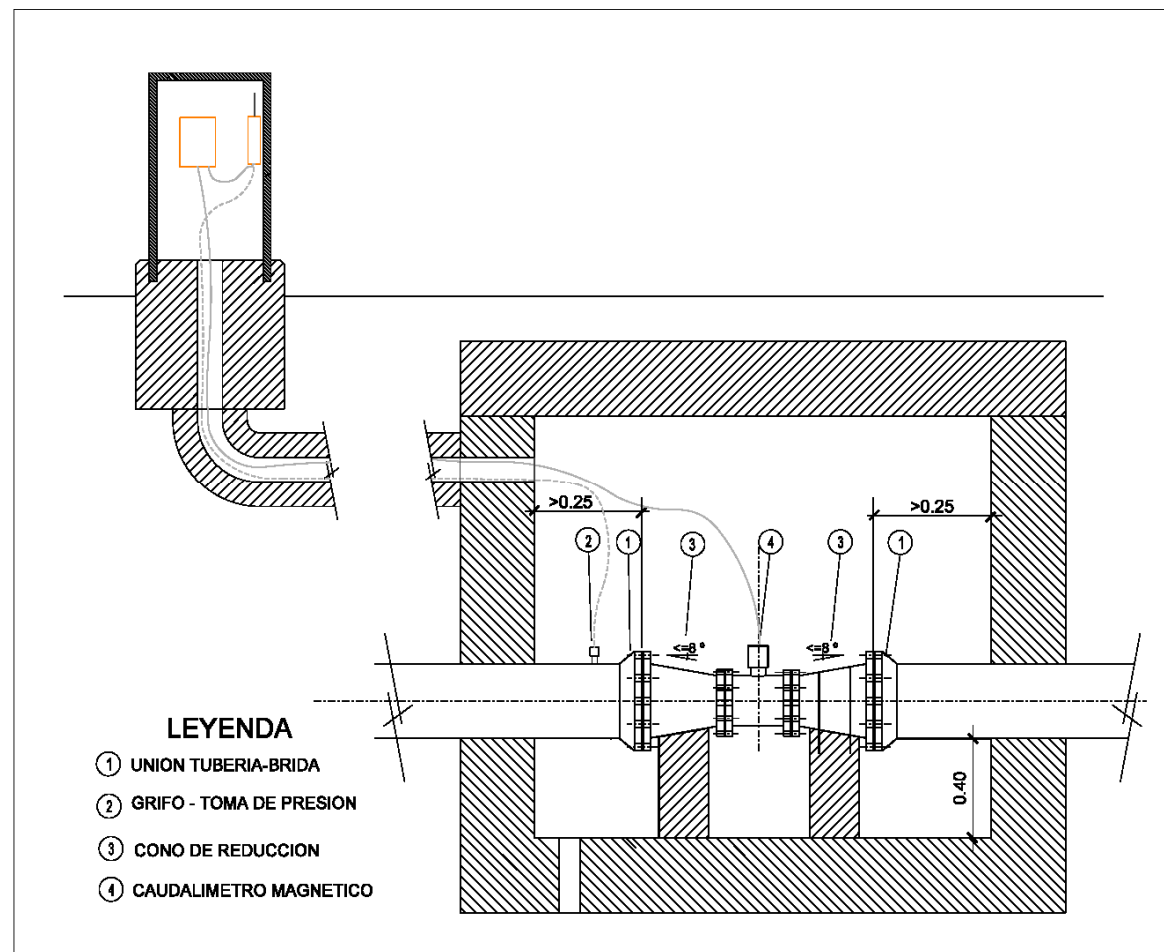 >0.25
>0.25
2
1
3
4
3
1
<=8 º
<=8 º
0.40
LEYENDA
1 UNION TUBERIA-BRIDA
2 GRIFO - TOMA DE PRESION
3 CONO DE REDUCCION
4 CAUDALIMETRO MAGNETICO